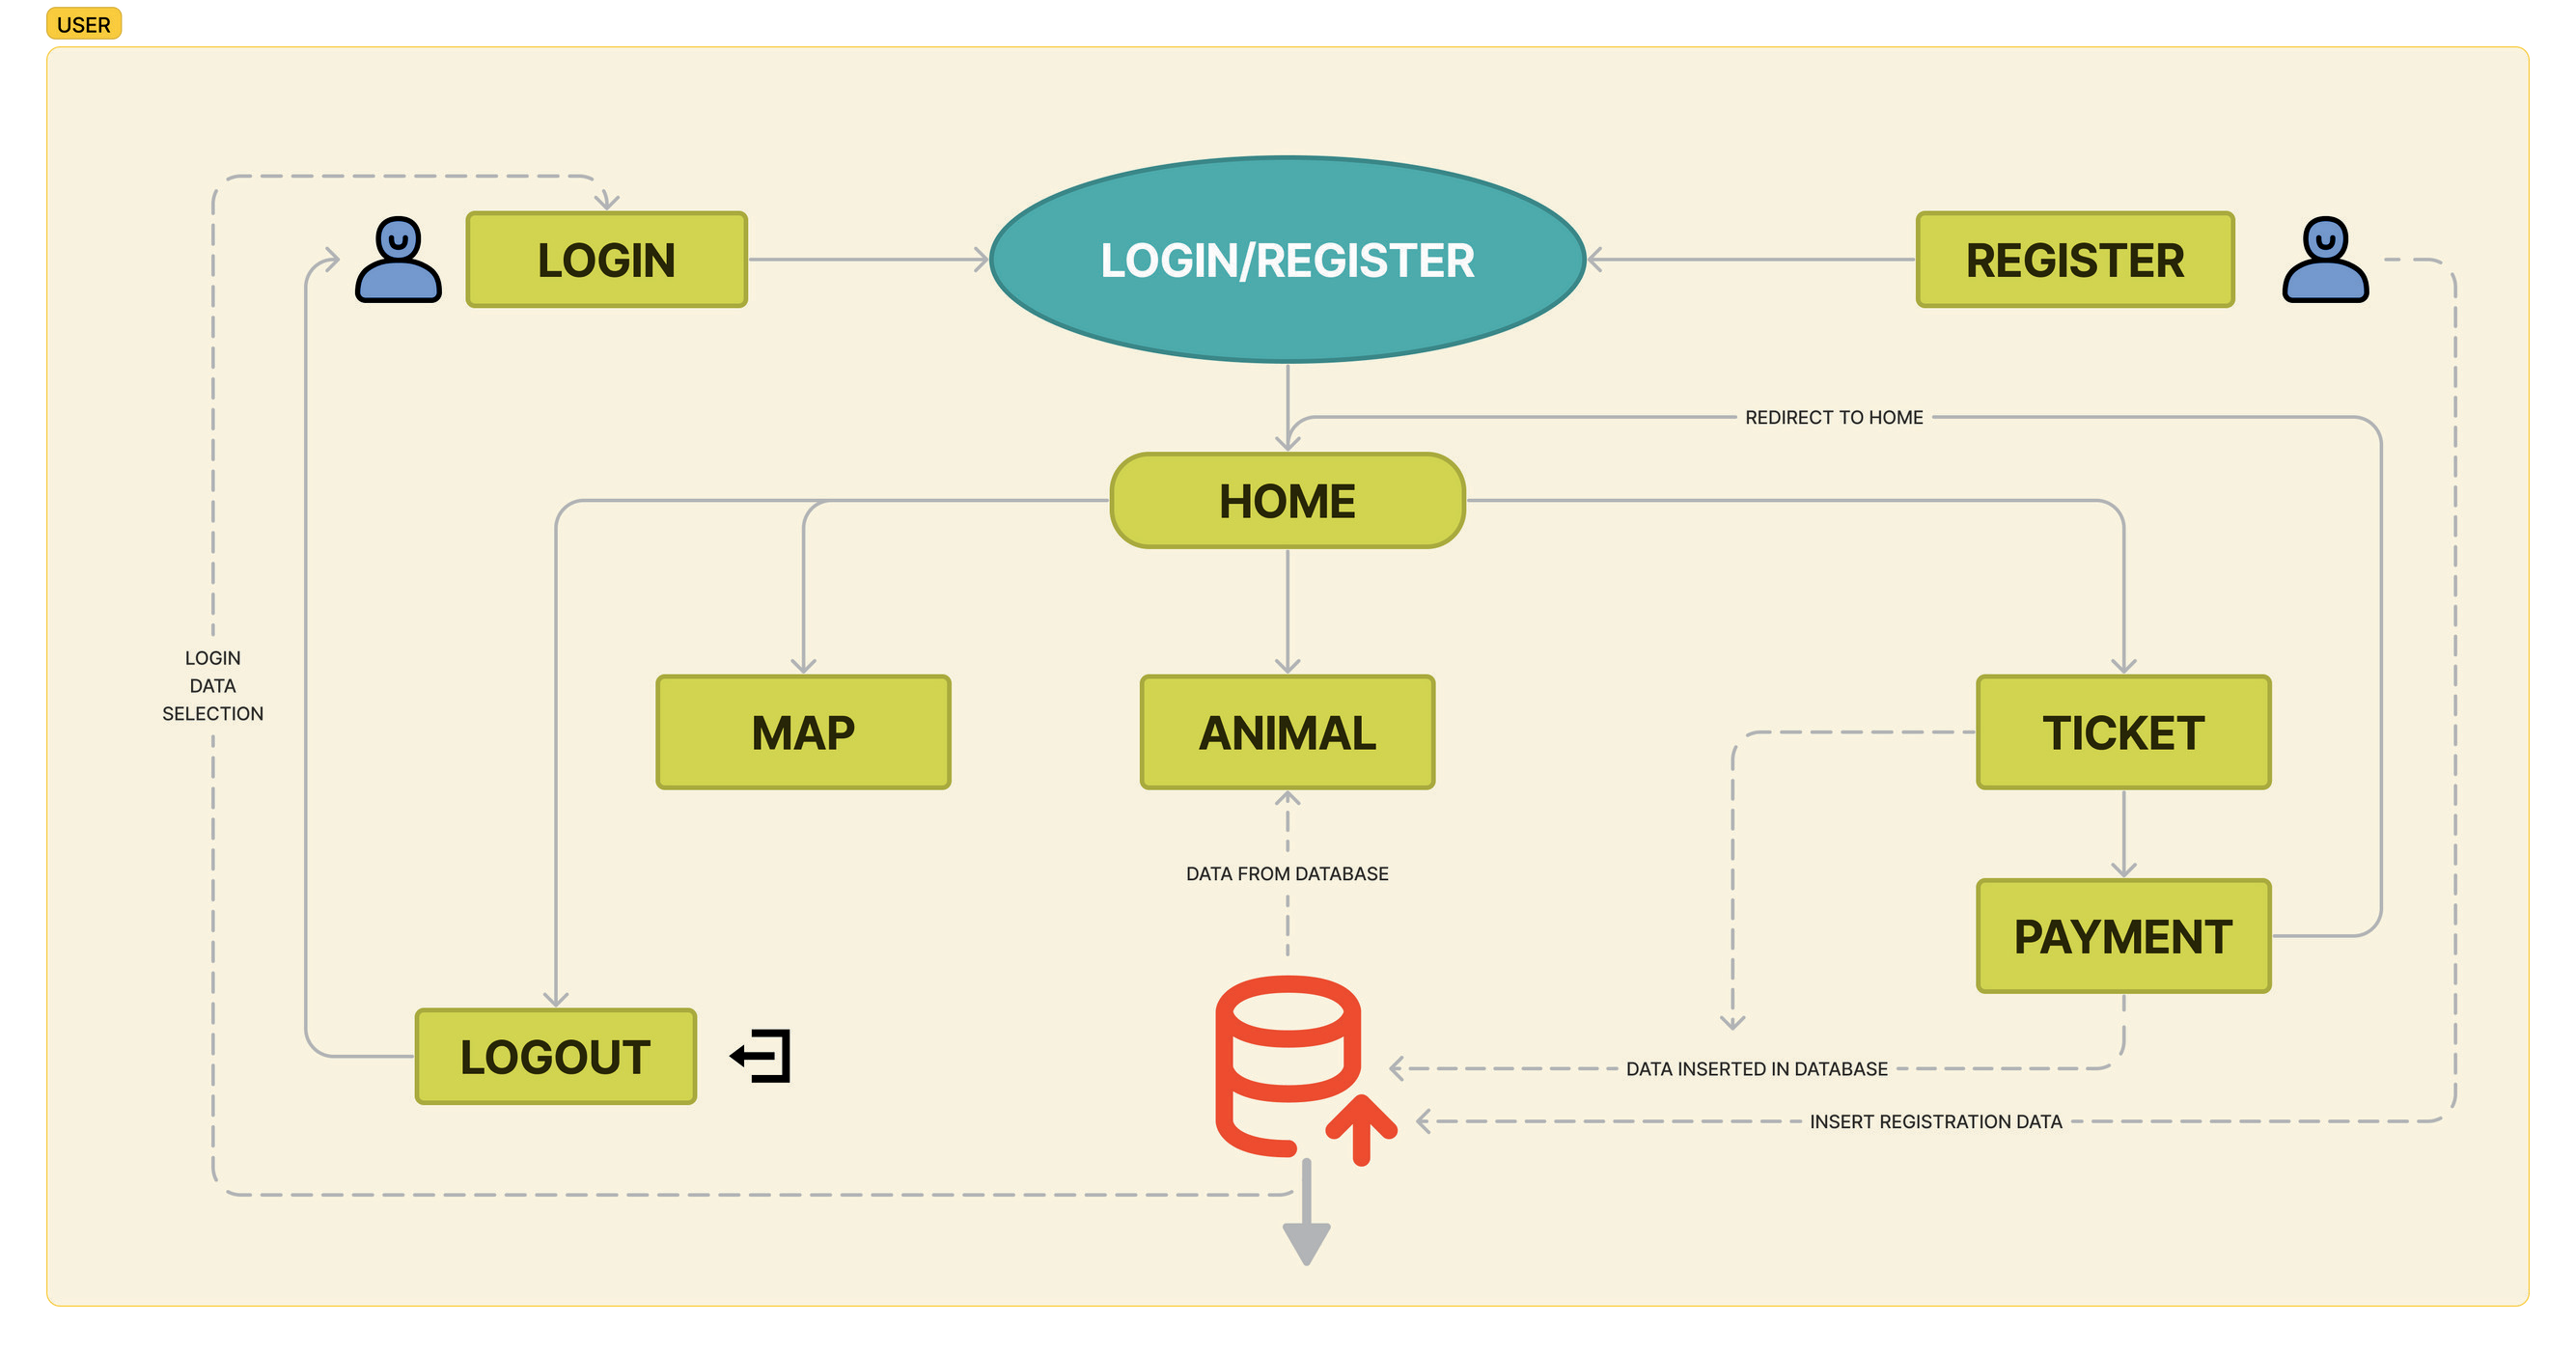 USER
LOGIN
LOGIN/REGISTER
REGISTER
REDIRECT TO HOME
HOME
LOGIN
DATA
SELECTION
MAP
ANIMAL
TICKET
DATA FROM DATABASE
PAYMENT
LOGOUT
DATA INSERTED IN DATABASE
INSERT REGISTRATION DATA